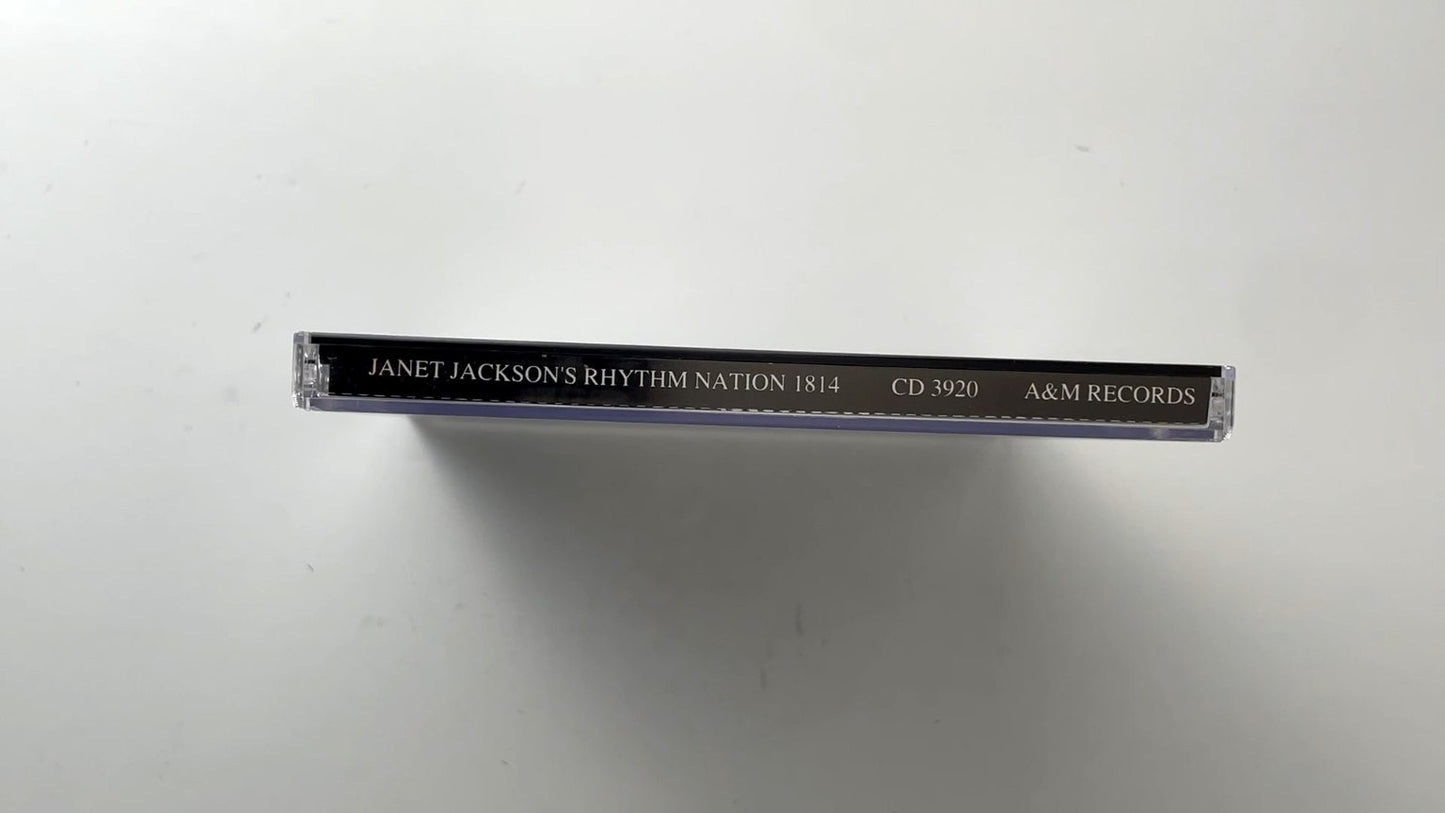 JANET JACKSON'S RHYTHM NATION 1814 CD 3920 A&M RECORDS